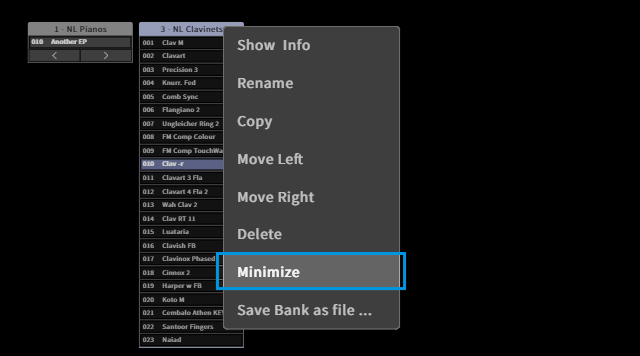 1 - NL Pianos
010 Another EP
<
>
3 - NL Clavinets
001 Clav M
002 Clavart
003 Precision 3
004 Knurr. Fed
005 Comb Sync
006 Flangiano 2
007 Ungleicher Ring 2
008 FM Comp Colour
009 FM Comp TouchWa
010 Clav -r
011 Clavart 3 Fla
012 Clavart 4 Fla 2
013 Wah Clav 2
014 Clav RT 11
015 Luataria
016 Clavish FB
017 Clavinox Phased
018 Cinnox 2
019 Harper w FB
020 Koto M
021 Cembalo Athen KEY
022 Santoor Fingers
023 Naiad
Show Info
Rename
Copy
Move Left
Move Right
Delete
Minimize
Save Bank as file ...